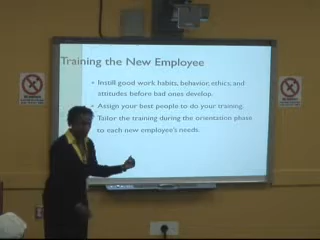 Training the New Employee
• Instill good work habits, behavior, ethics, and
attitudes before bad ones develop.
• Assign your best people to do your training.
Tailor the training during the orientation phase
to each new employee's needs.